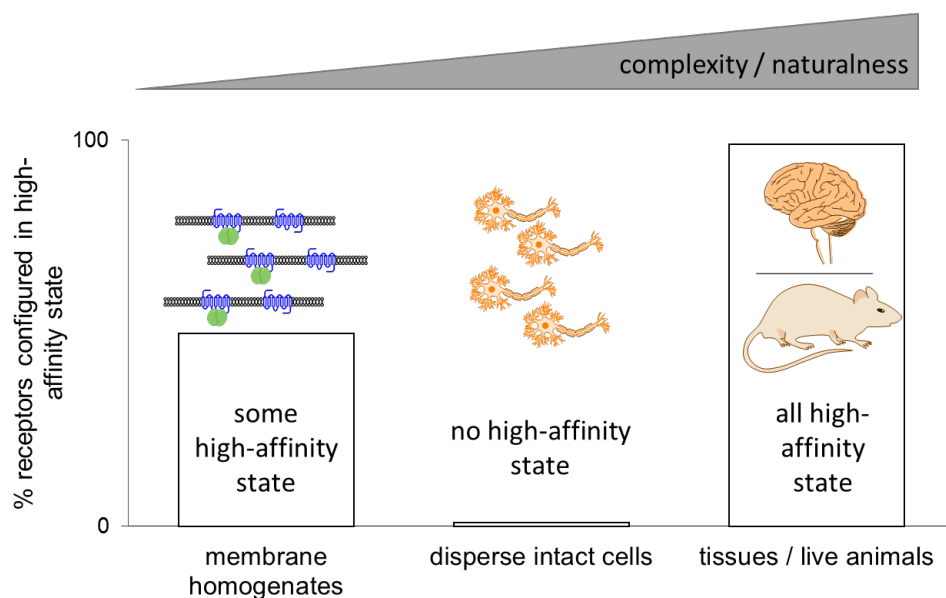 complexity / naturalness
% receptors configured in high-
affinity state
100
0
some
high-affinity
state
no high-affinity
state
all high-
affinity
state
membrane
homogenates
disperse intact cells
tissues / live animals